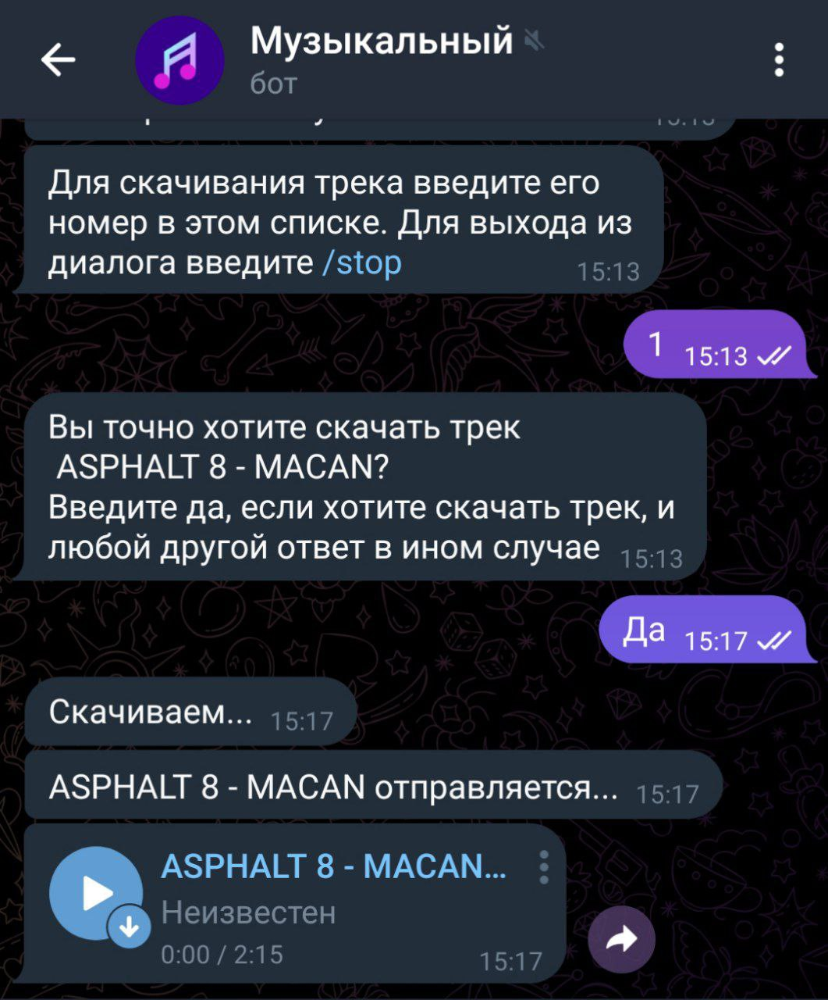 Музыкальный
бот
15:13
Для скачивания трека введите его
номер в этом списке. Для выхода из
диалога введите /stop
15:13
1 15:13
Вы точно хотите скачать трек
ASPHALT 8 - MACAN?
Введите да, если хотите скачать трек, и
любой другой ответ в ином случае
15:13
Да 15:17
Скачиваем... 15:17
ASPHALT 8 - MACAN отправляется... 15:17
ASPHALT 8 - MACAN...
Неизвестен
0:00 / 2:15
15:17